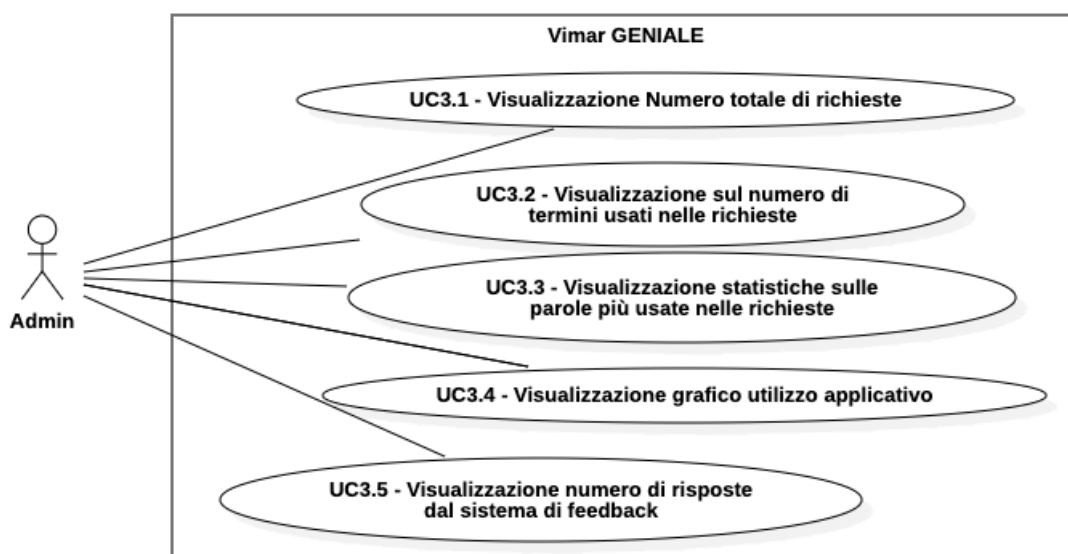 Vimar GENIALE
UC3.1 - Visualizzazione Numero totale di richieste
UC3.2 - Visualizzazione sul numero di
termini usati nelle richieste
UC3.3 - Visualizzazione statistiche sulle
parole più usate nelle richieste
Admin
UC3.4 - Visualizzazione grafico utilizzo applicativo
UC3.5 - Visualizzazione numero di risposte
dal sistema di feedback